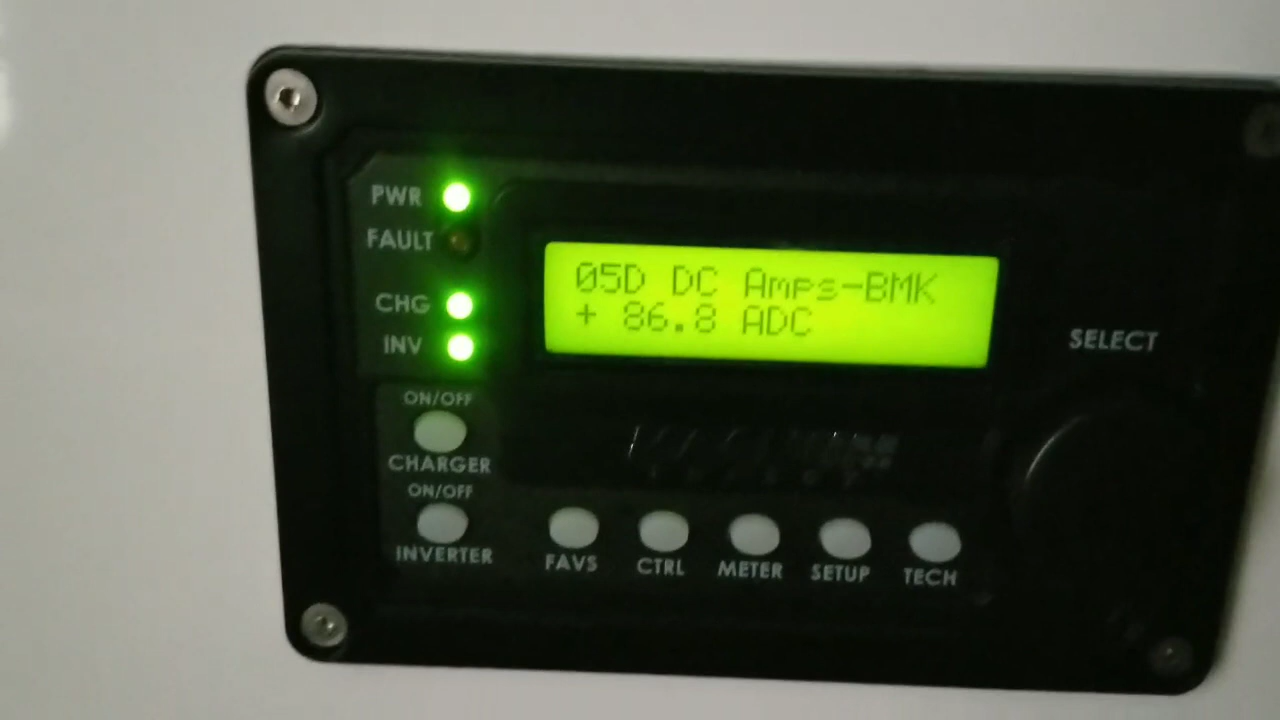 PWR
FAULT
CHG
INV
05D DC Amps-BMK
+ 86.8 ADC
SELECT
ON/OFF
CHARGER
ON/OFF
INVERTER
FAVS
CTRL
METER
SETUP
TECH